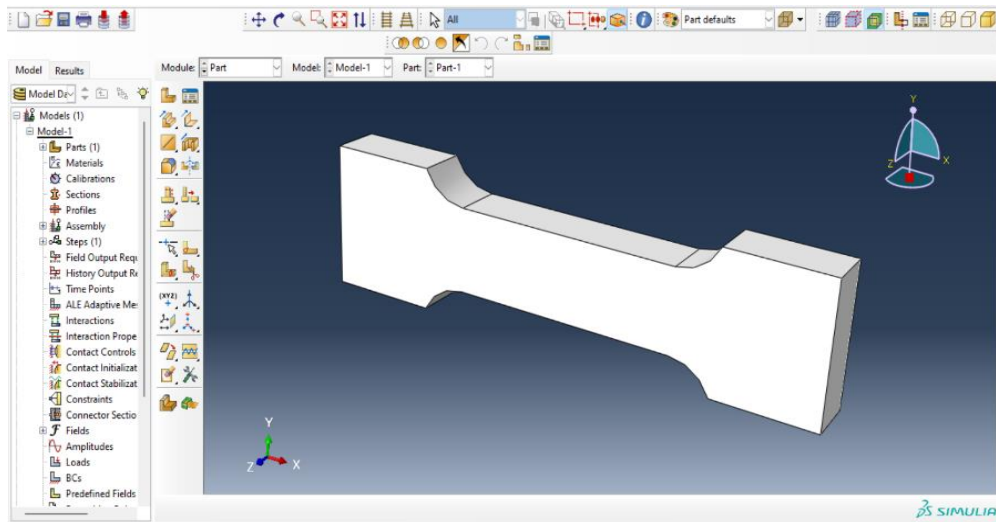 All
Part defaults
Model
Results
Module:
Part
Model:
Model-1
Part:
Part-1
Models (1)
Model-1
Parts (1)
Materials
Calibrations
Sections
Profiles
Assembly
Steps (1)
Field Output Requ
History Output Re
Time Points
ALE Adaptive Me
Interactions
Interaction Prope
Contact Controls
Contact Initializat
Contact Stabilizat
Constraints
Connector Sectio
Fields
Amplitudes
Loads
BCs
Predefined Fields
(XYZ)
Y
Z
X
Y
Z
X
SIMULIA